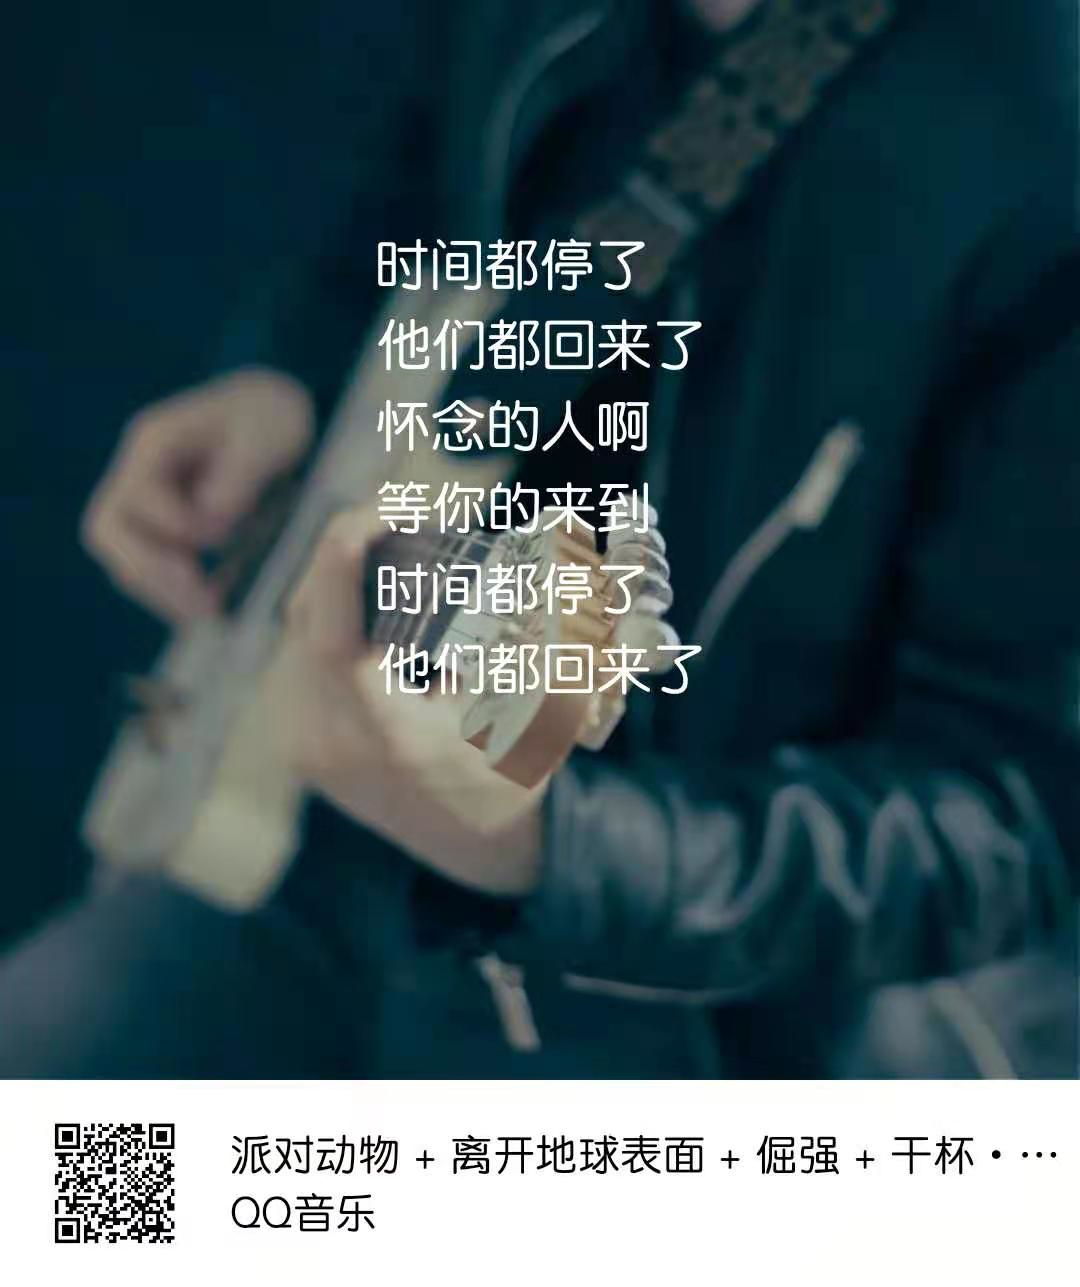 时间都停了
他们都回来了
怀念的人啊
等你的来到
时间都停了
他们都回来了
派对动物 + 离开地球表面 + 倔强 + 干杯 • …
QQ音乐